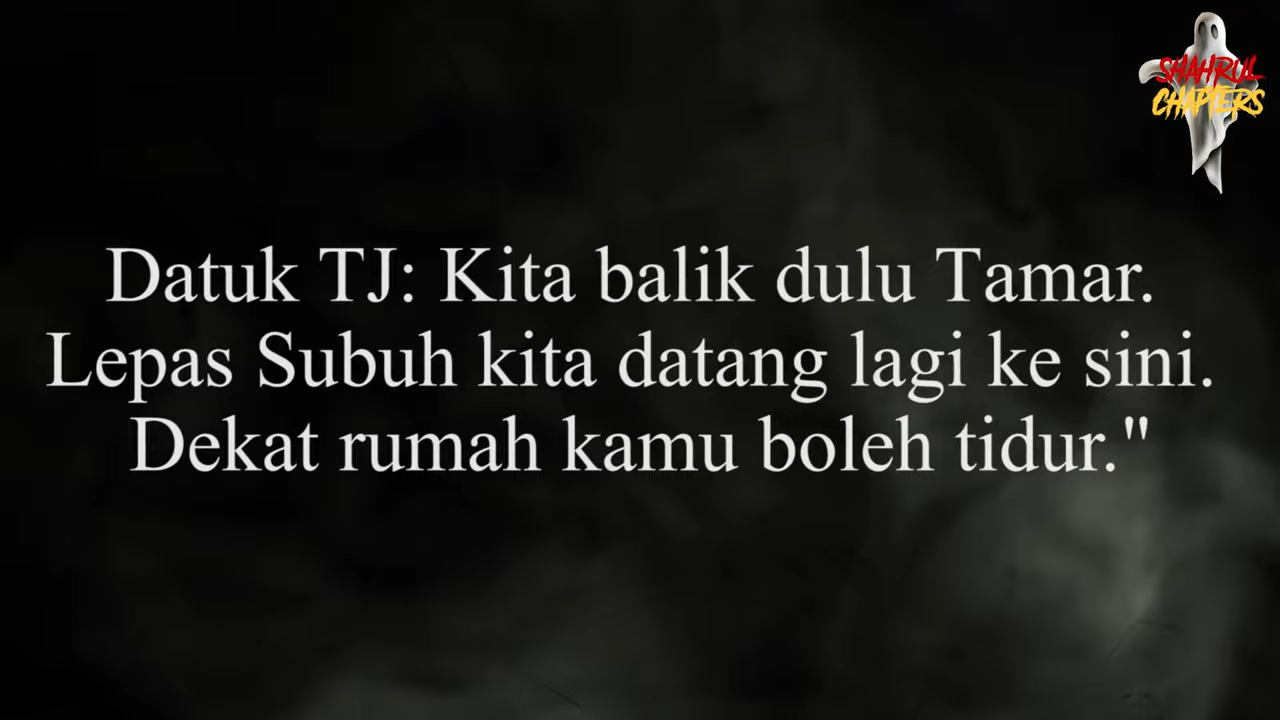 SHAHRUL
CHAPTERS
Datuk TJ: Kita balik dulu Tamar.
Lepas Subuh kita datang lagi ke sini.
Dekat rumah kamu boleh tidur."